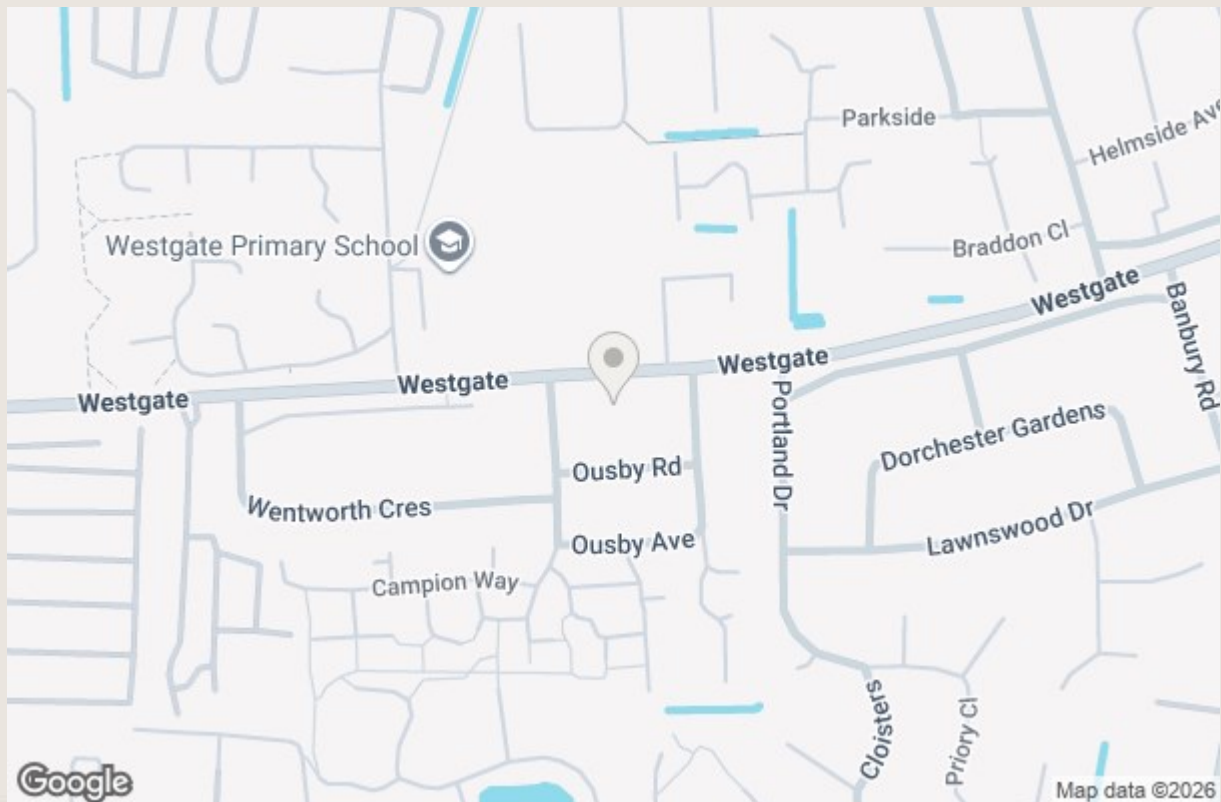 Parkside
Helmside Ave
Westgate Primary School
Braddon Cl
Westgate
Banbury Rd
Westgate
Westgate
Westgate
Portland Dr
Dorchester Gardens
Ousby Rd
Wentworth Cres
Lawnswood Dr
Ousby Ave
Campion Way
Cloisters
Priory Cl
Google
Map data ©2026